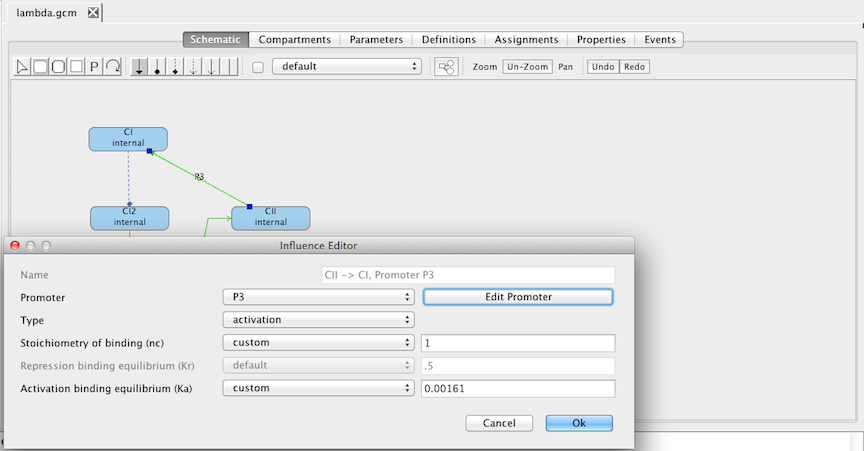 lambda.gcm
Schematic Compartments Parameters Definitions Assignments Properties Events
P default Zoom Un-Zoom Pan Undo Redo
CI
internal
P3
CI2
internal
CII
internal
Influence Editor
Name CII -> CI, Promoter P3
Promoter P3 Edit Promoter
Type activation
Stoichiometry of binding (nc) custom 1
Repression binding equilibrium (Kr) default .5
Activation binding equilibrium (Ka) custom 0.00161
Cancel Ok